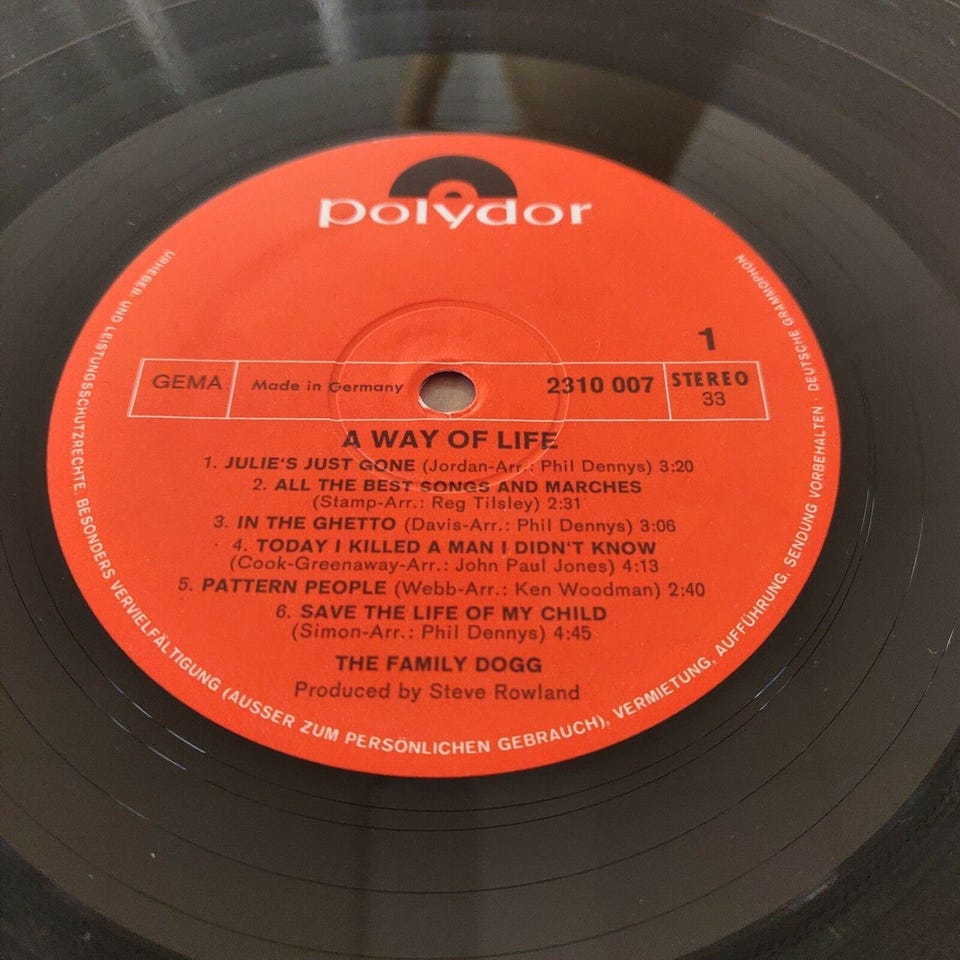 polydor
1
GEMA
Made in Germany
2310 007
STEREO
33
A WAY OF LIFE
1. JULIE'S JUST GONE (Jordan-Arr.: Phil Dennys) 3:20
2. ALL THE BEST SONGS AND MARCHES
(Stamp-Arr.: Reg Tilsley) 2:31
3. IN THE GHETTO (Davis-Arr.: Phil Dennys) 3:06
4. TODAY I KILLED A MAN I DIDN'T KNOW
(Cook-Greenaway-Arr.: John Paul Jones) 4:13
5. PATTERN PEOPLE (Webb-Arr.: Ken Woodman) 2:40
6. SAVE THE LIFE OF MY CHILD
(Simon-Arr.: Phil Dennys) 4:45
THE FAMILY DOGG
Produced by Steve Rowland
URHEBER- UND LEISTUNGSSCHUTZRECHTE, BESONDERS VERVIELFÄLTIGUNG (AUSSER ZUM PERSÖNLICHEN GEBRAUCH), VERMIETUNG, AUFFÜHRUNG, SENDUNG VORBEHALTEN · DEUTSCHE GRAMMOPHON